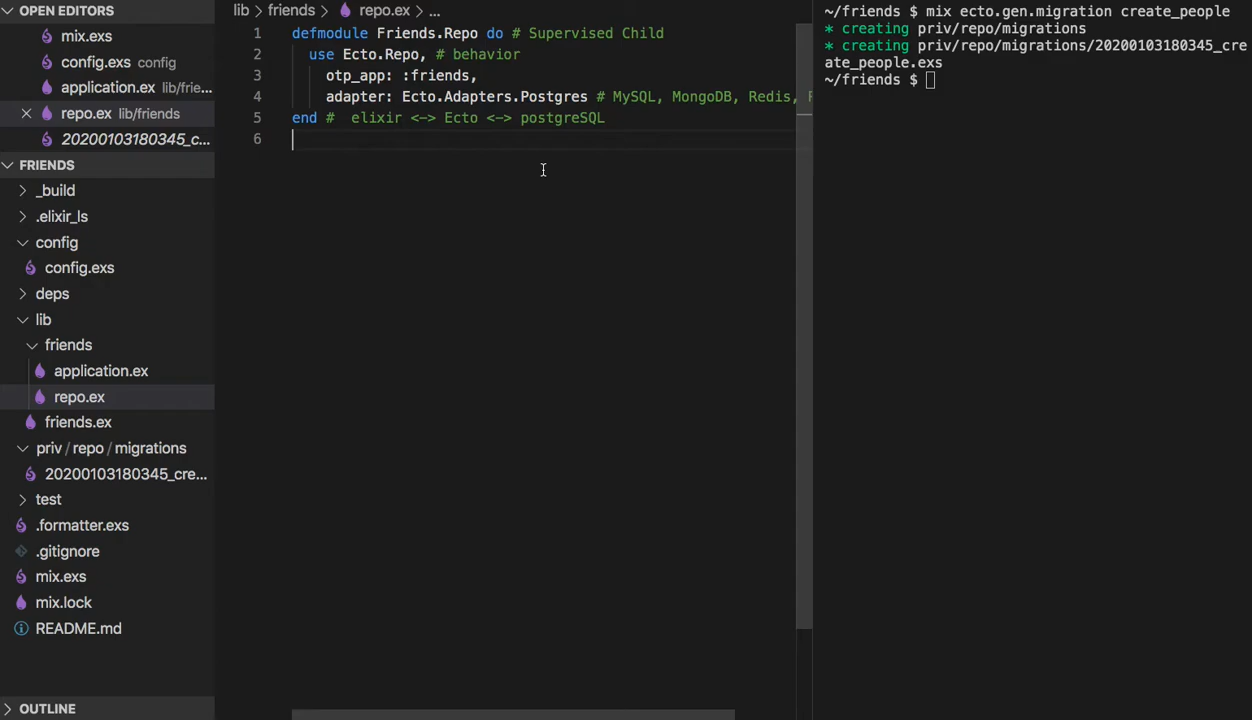 OPEN EDITORS
mix.exs
config.exs config
application.ex lib/frie...
repo.ex lib/friends
20200103180345_c...
FRIENDS
_build
.elixir_ls
config
config.exs
deps
lib
friends
application.ex
repo.ex
friends.ex
priv / repo / migrations
20200103180345_cre...
test
.formatter.exs
.gitignore
mix.exs
mix.lock
README.md
OUTLINE
lib > friends > repo.ex > ...
1 defmodule Friends.Repo do # Supervised Child
2 use Ecto.Repo, # behavior
3 otp_app: :friends,
4 adapter: Ecto.Adapters.Postgres # MySQL, MongoDB, Redis,
5 end # elixir <-> Ecto <-> postgreSQL
6
~/friends $ mix ecto.gen.migration create_people
* creating priv/repo/migrations
* creating priv/repo/migrations/20200103180345_cre
ate_people.exs
~/friends $